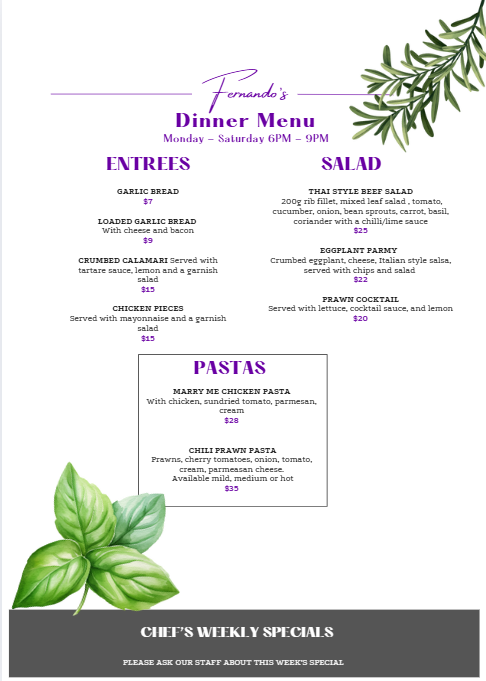 Fernando's
Dinner Menu
Monday – Saturday 6PM – 9PM
ENTREES
GARLIC BREAD
$7
LOADED GARLIC BREAD
With cheese and bacon
$9
CRUMBED CALAMARI Served with
tartare sauce, lemon and a garnish
salad
$15
CHICKEN PIECES
Served with mayonnaise and a garnish
salad
$15
SALAD
THAI STYLE BEEF SALAD
200g rib fillet, mixed leaf salad , tomato,
cucumber, onion, bean sprouts, carrot, basil,
coriander with a chilli/lime sauce
$25
EGGPLANT PARMY
Crumbed eggplant, cheese, Italian style salsa,
served with chips and salad
$22
PRAWN COCKTAIL
Served with lettuce, cocktail sauce, and lemon
$20
PASTAS
MARRY ME CHICKEN PASTA
With chicken, sundried tomato, parmesan,
cream
$28
CHILI PRAWN PASTA
Prawns, cherry tomatoes, onion, tomato,
cream, parmeasan cheese.
Available mild, medium or hot
$35
CHEF'S WEEKLY SPECIALS
PLEASE ASK OUR STAFF ABOUT THIS WEEK'S SPECIAL